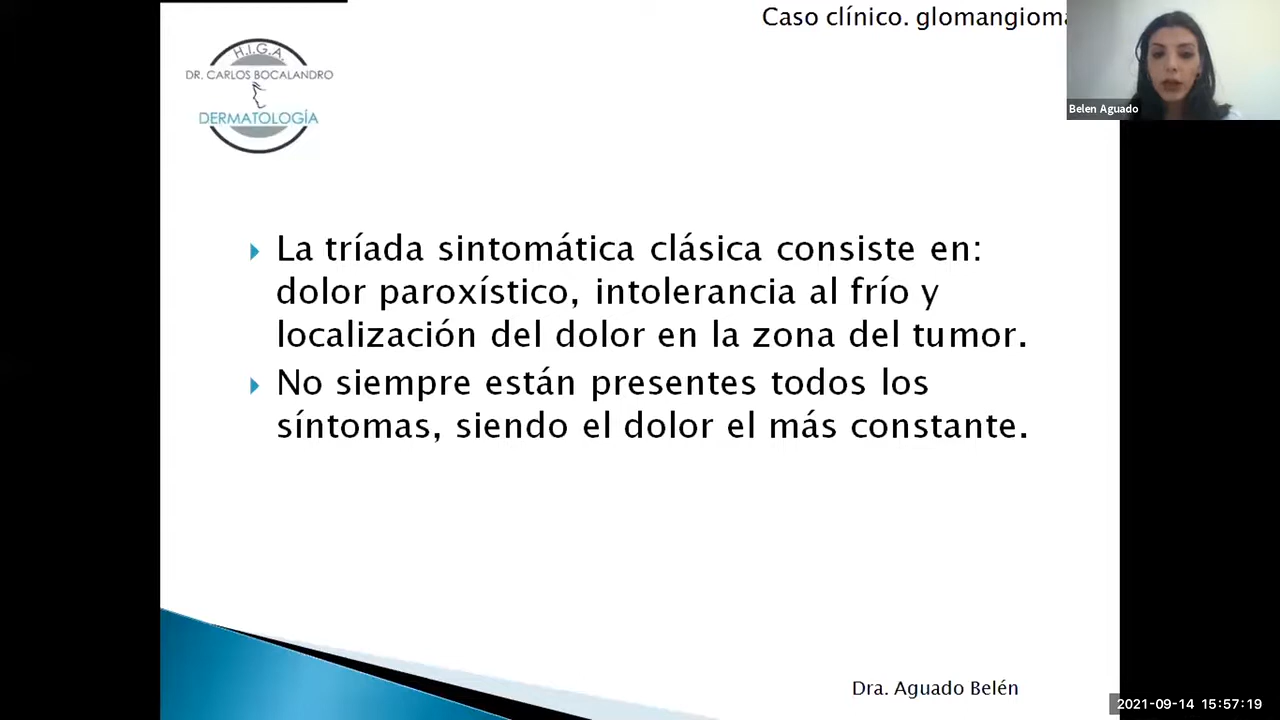 Caso clínico. glomangioma
H.I.G.A.
DR. CARLOS BOCALANDRO
DERMATOLOGÍA
Belen Aguado
La tríada sintomática clásica consiste en:
dolor paroxístico, intolerancia al frío y
localización del dolor en la zona del tumor.
No siempre están presentes todos los
síntomas, siendo el dolor el más constante.
Dra. Aguado Belén
2021-09-14 15:57:19